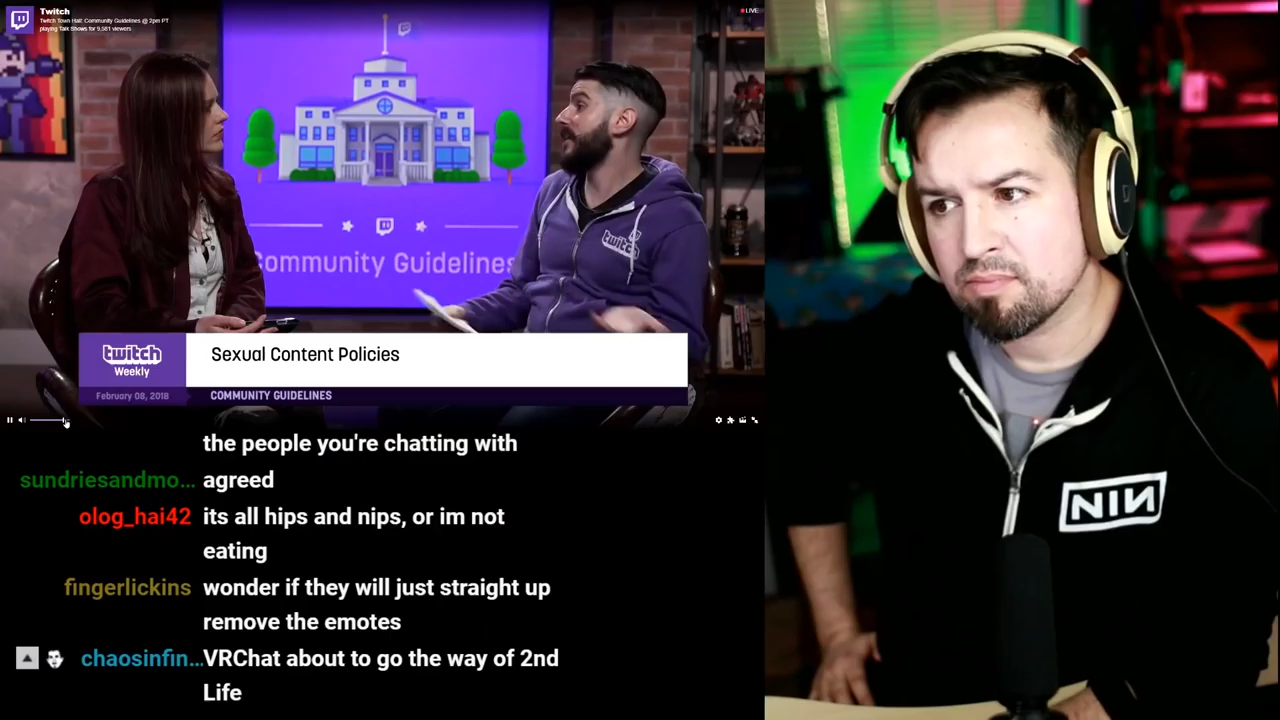 Twitch
Twitch Town Hall: Community Guidelines @ 2pm PT
playing Talk Shows for 9,561 viewers
LIVE
twitch
Community Guidelines
twitch
Weekly
Sexual Content Policies
February 08, 2018
COMMUNITY GUIDELINES
the people you're chatting with
sundriesandmo... agreed
olog_hai42 its all hips and nips, or im not
eating
fingerlickins wonder if they will just straight up
remove the emotes
chaosinfin... VRChat about to go the way of 2nd
Life
NIN